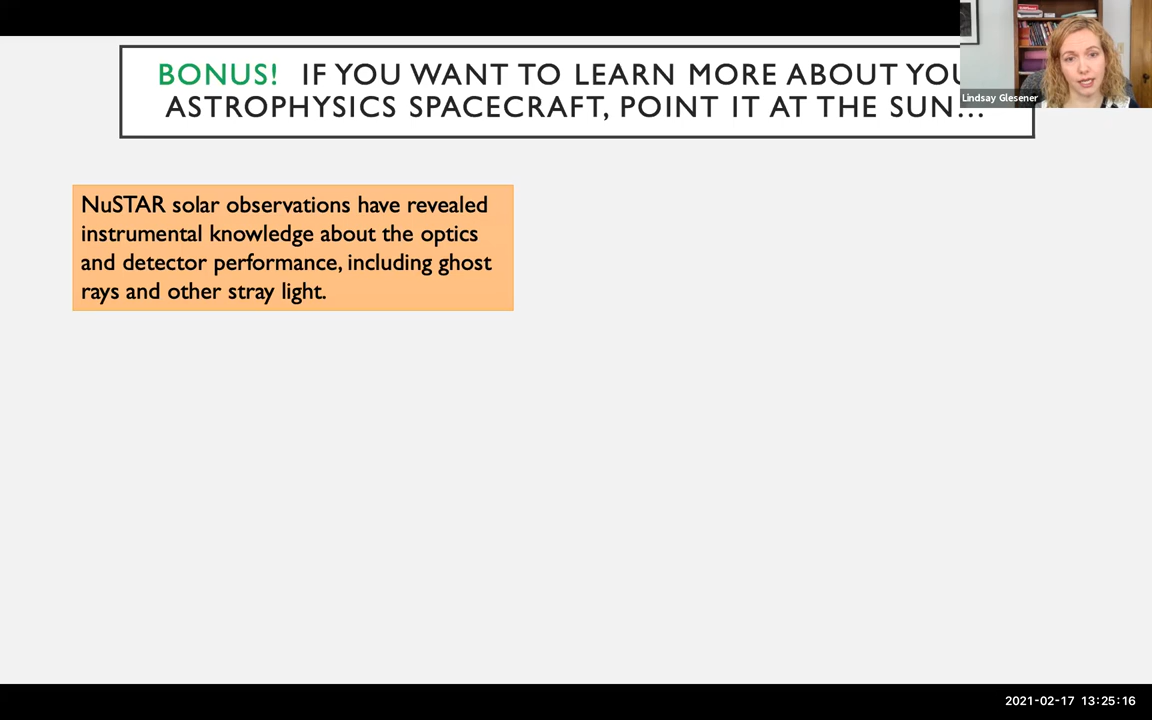 BONUS! IF YOU WANT TO LEARN MORE ABOUT YOU
ASTROPHYSICS SPACECRAFT, POINT IT AT THE SUN...
Lindsay Glesener
NuSTAR solar observations have revealed
instrumental knowledge about the optics
and detector performance, including ghost
rays and other stray light.
2021-02-17 13:25:16